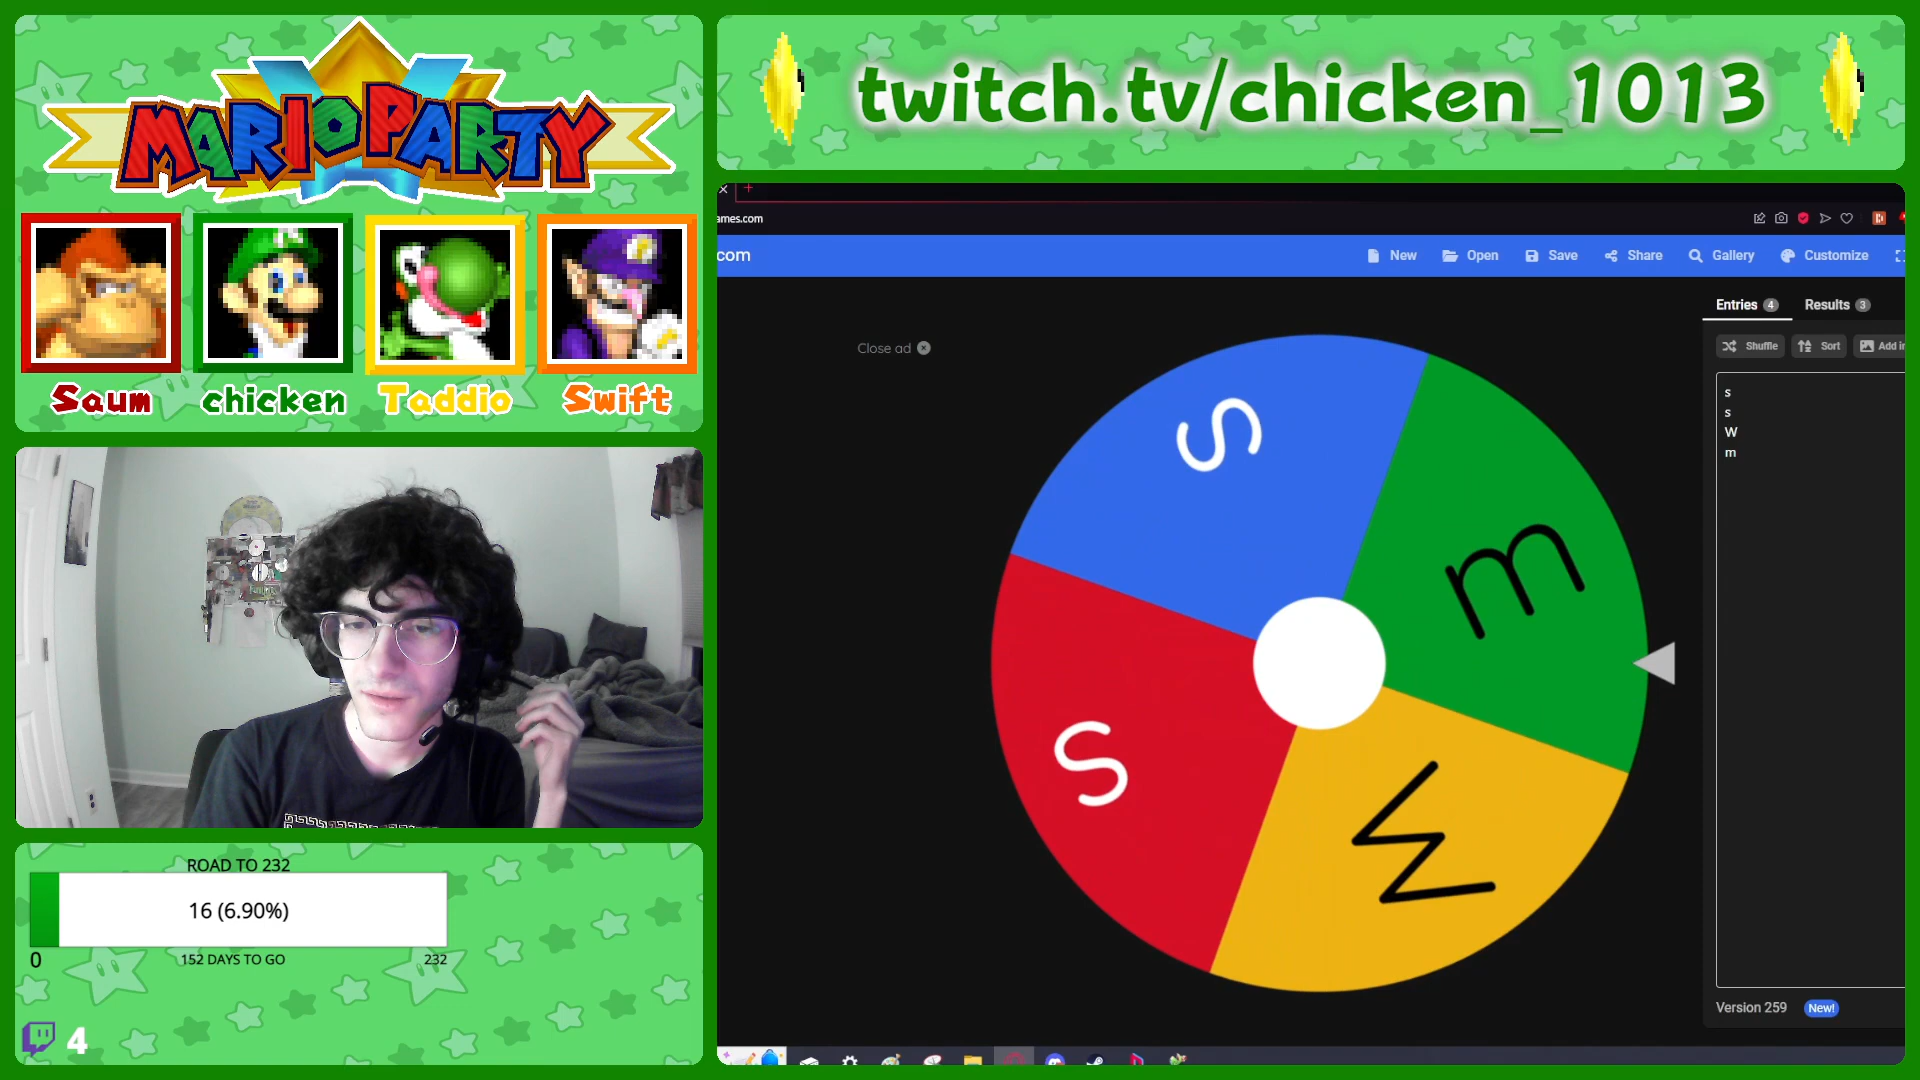 MARIO PARTY
Saum
chicken
Taddio
Swift
twitch.tv/chicken_1013
ames.com
com
New
Open
Save
Share
Gallery
Customize
Entries 4
Results 3
Shuffle
Sort
Add i
Close ad
s
s
W
m
S
m
S
W
ROAD TO 232
16 (6.90%)
0
152 DAYS TO GO
232
4
Version 259
New!